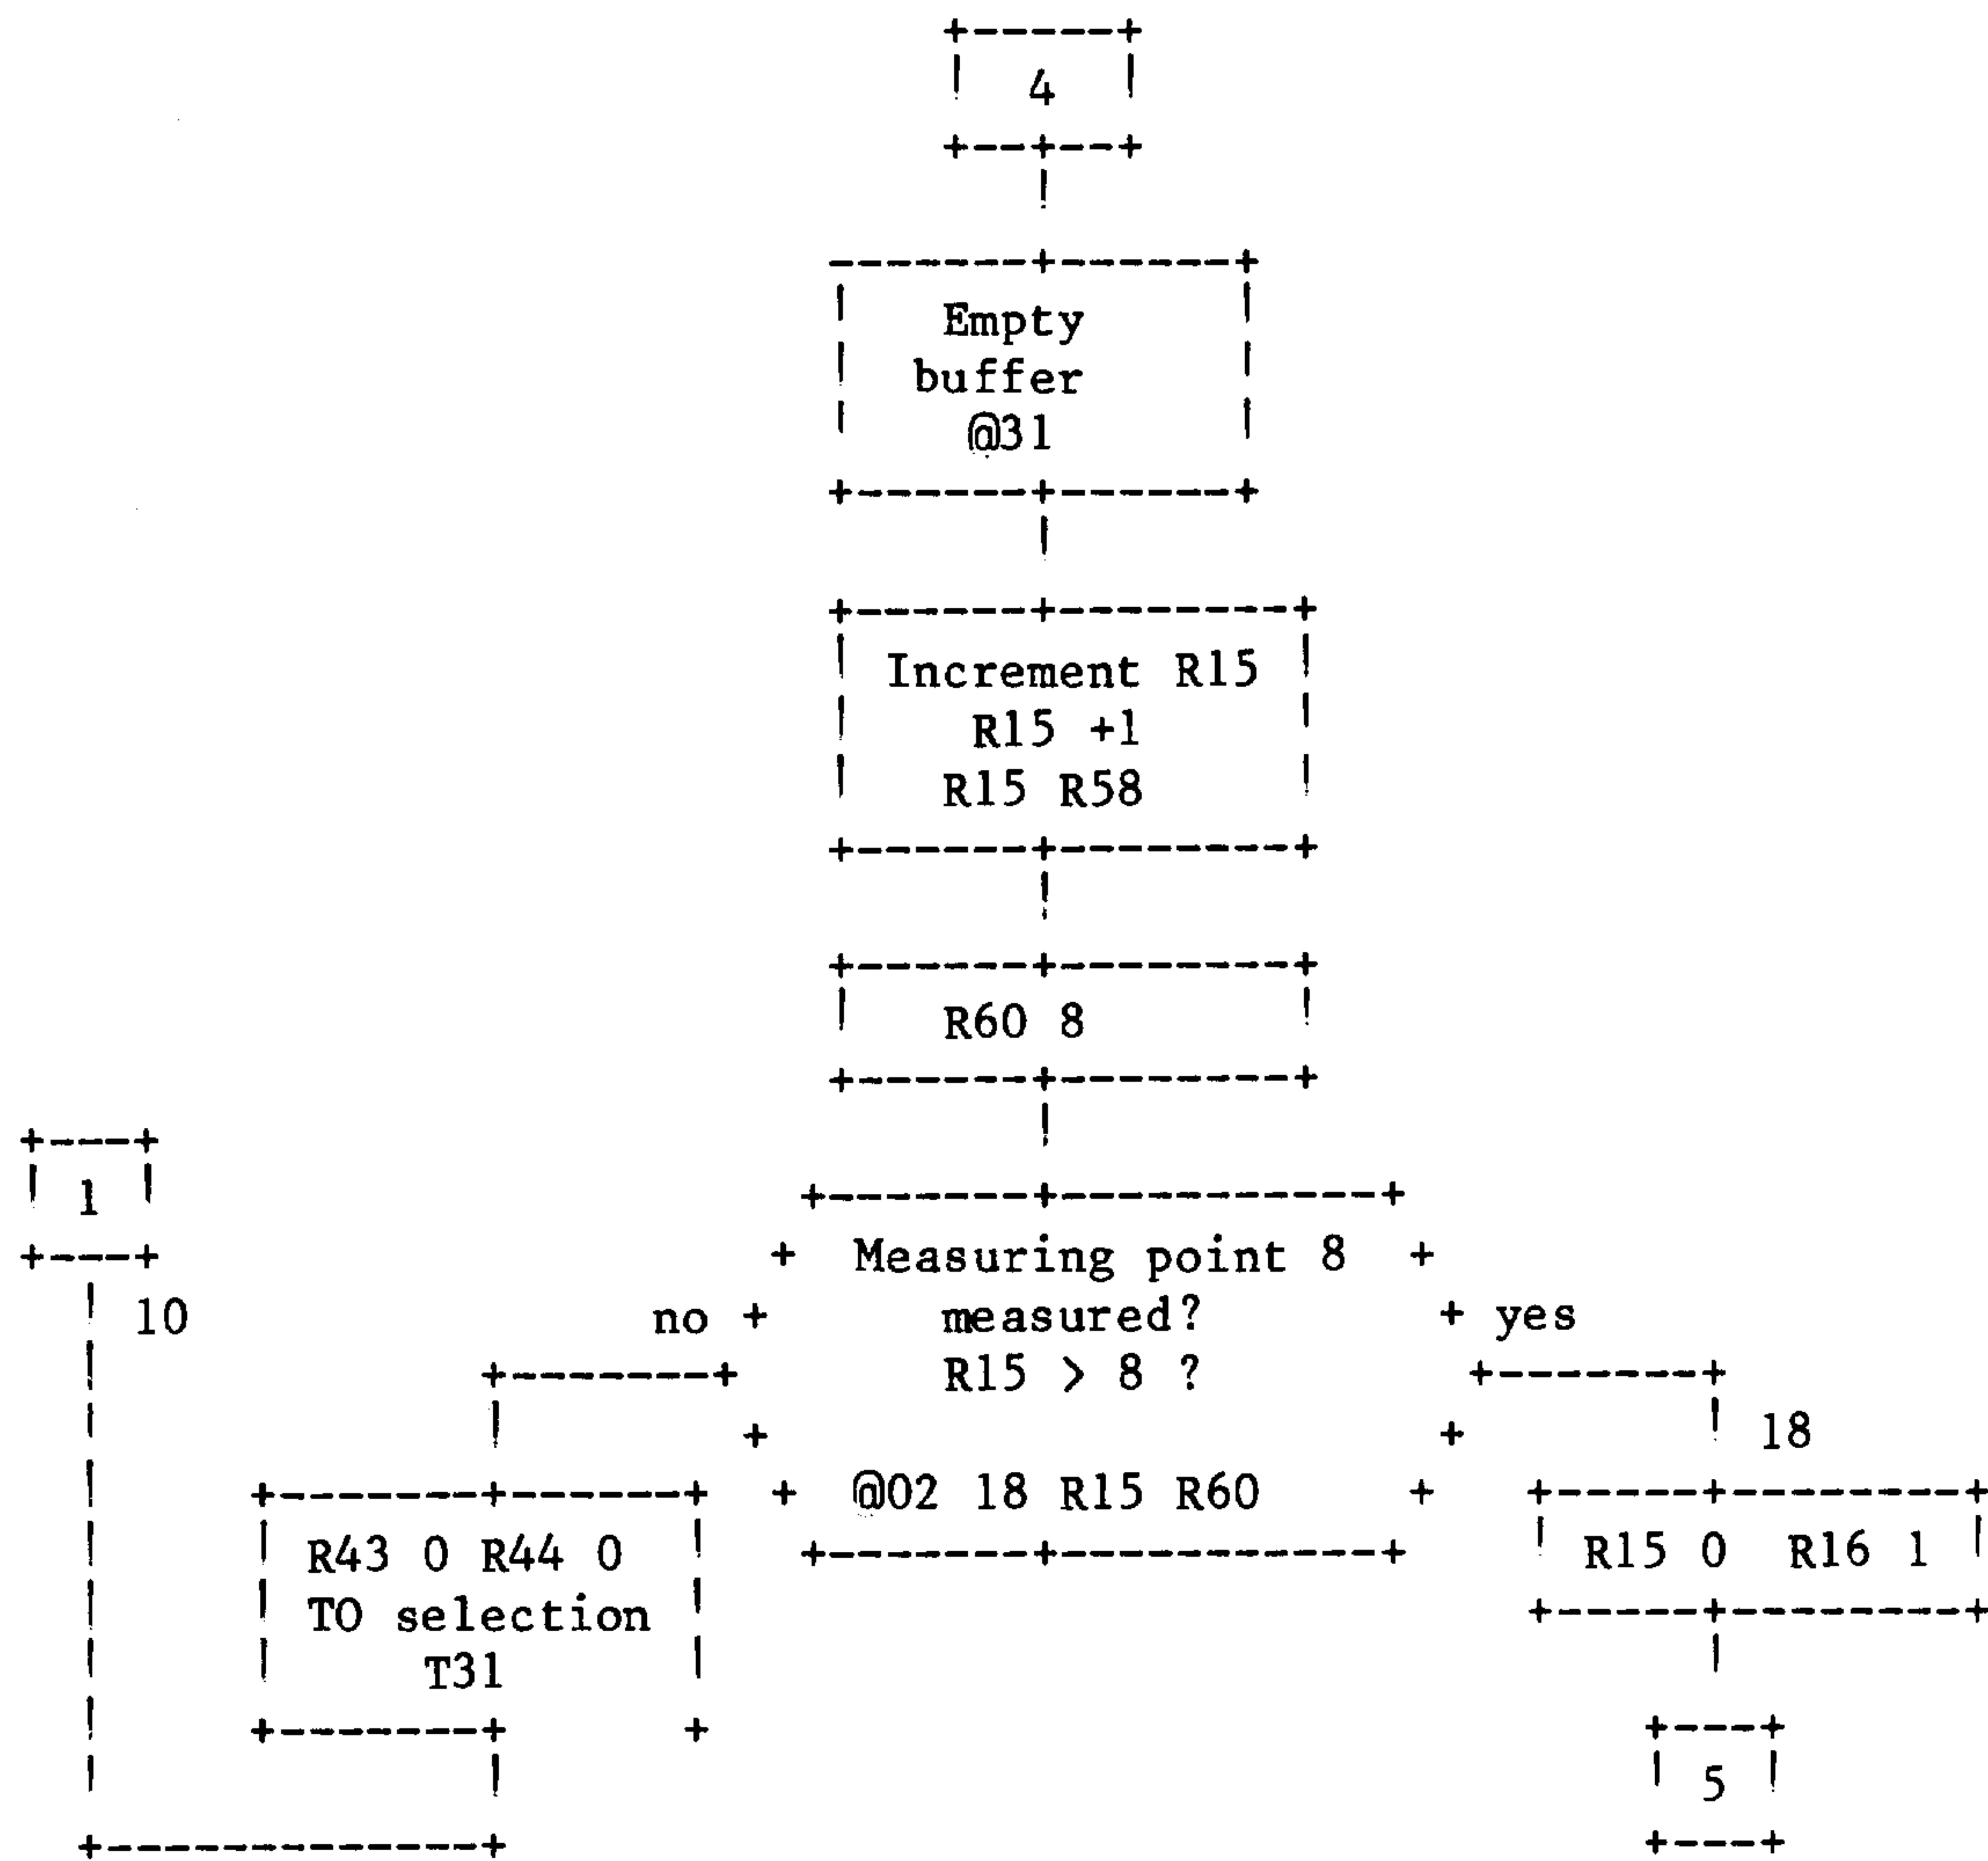 4
Empty
buffer
@31
Increment R15
R15 +1
R15 R58
R60 8
1
10
Measuring point 8
no measured? yes
R15 > 8 ?
18
@02 18 R15 R60
R43 0 R44 0
TO selection
T31
R15 0 R16 1
5